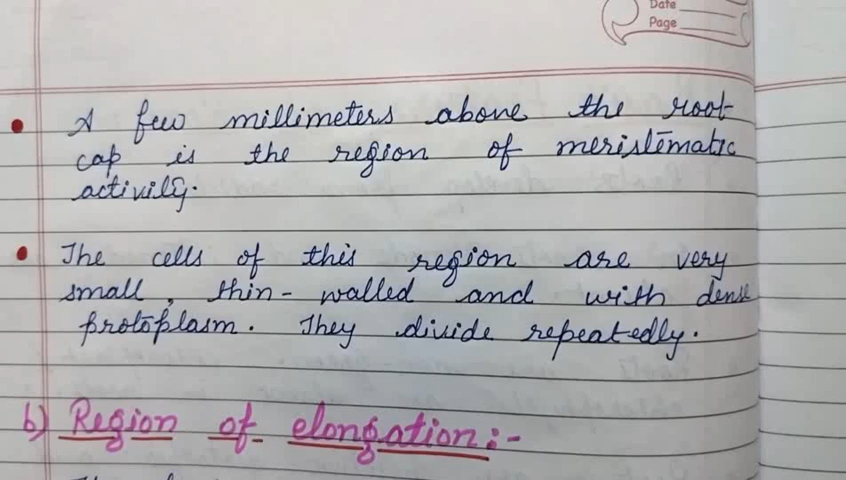 Date
Page
A few millimeters above the root
cap is the region of meristematic
activity.
The cells of this region are very
small, thin-walled and with dense
protoplasm. They divide repeatedly.
b) Region of elongation:-